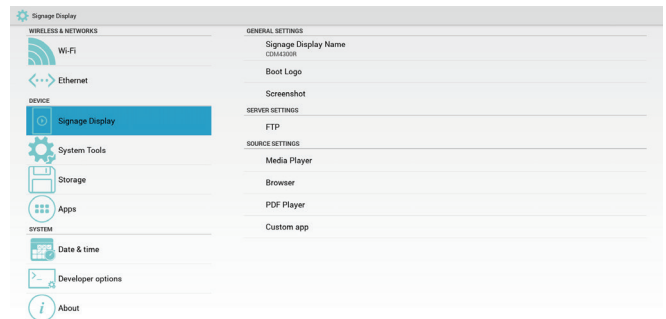 Signage Display
WIRELESS & NETWORKS
Wi-Fi
Ethernet
DEVICE
Signage Display
System Tools
Storage
Apps
SYSTEM
Date & time
Developer options
About
GENERAL SETTINGS
Signage Display Name
CDM4300R
Boot Logo
Screenshot
SERVER SETTINGS
FTP
SOURCE SETTINGS
Media Player
Browser
PDF Player
Custom app